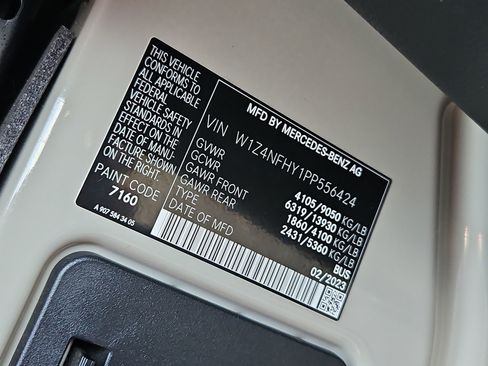 THIS VEHICLE
CONFORMS TO
ALL APPLICABLE
FEDERAL
VEHICLE SAFETY
STANDARDS IN
EFFECT ON THE
DATE OF MANU-
FACTURE SHOWN
ON THIS LABEL.
PAINT CODE
7160
A 907 584 34 05
MFD BY MERCEDES-BENZ AG
VIN W1Z4NFHY1PP556424
GVWR 4105/9050 KG/LB
GCWR 6319/13930 KG/LB
GAWR FRONT 1860/4100 KG/LB
GAWR REAR 2431/5360 KG/LB
TYPE BUS
DATE OF MFD 02/2023